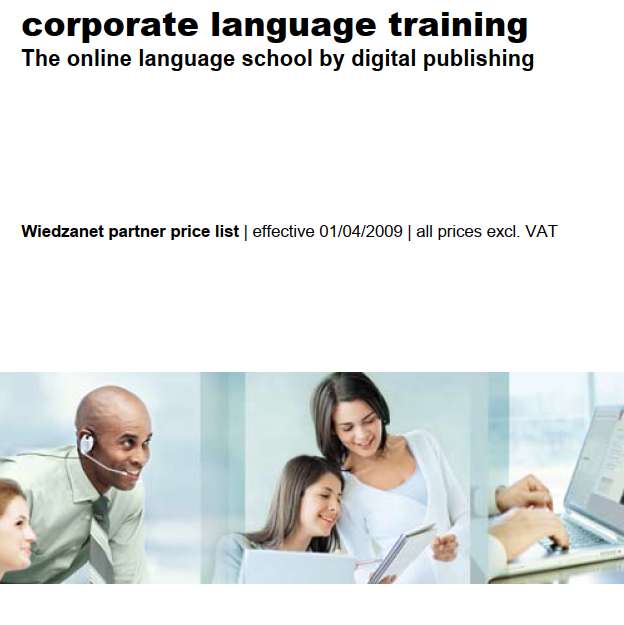 corporate language training
The online language school by digital publishing
Wiedzanet partner price list | effective 01/04/2009 | all prices excl. VAT